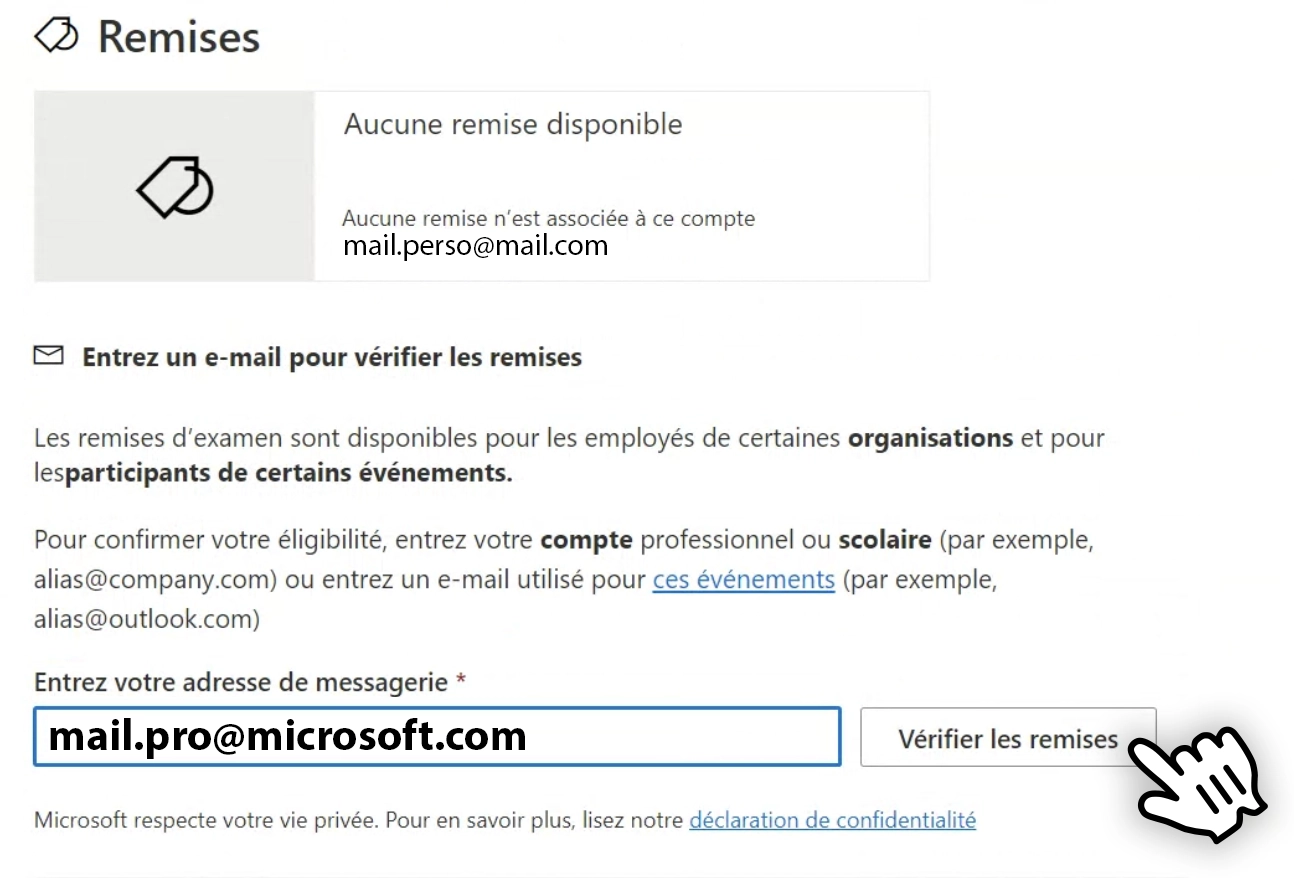 Remises
Aucune remise disponible
Aucune remise n’est associée à ce compte
mail.perso@mail.com
Entrez un e-mail pour vérifier les remises
Les remises d’examen sont disponibles pour les employés de certaines organisations et pour
lesparticipants de certains événements.
Pour confirmer votre éligibilité, entrez votre compte professionnel ou scolaire (par exemple,
alias@company.com) ou entrez un e-mail utilisé pour ces événements (par exemple,
alias@outlook.com)
Entrez votre adresse de messagerie *
mail.pro@microsoft.com
Vérifier les remises
Microsoft respecte votre vie privée. Pour en savoir plus, lisez notre déclaration de confidentialité